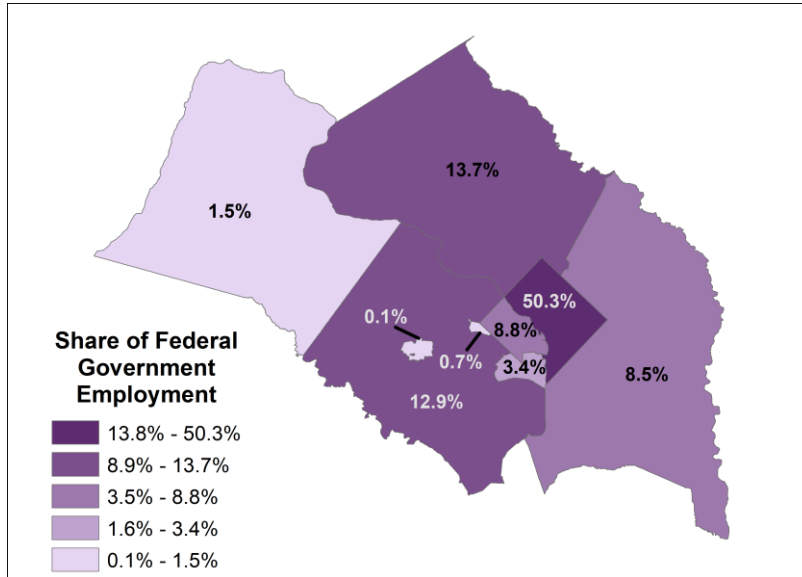 13.7%
1.5%
50.3%
0.1%
8.8%
0.7%
3.4%
8.5%
12.9%
Share of Federal
Government
Employment
13.8% - 50.3%
8.9% - 13.7%
3.5% - 8.8%
1.6% - 3.4%
0.1% - 1.5%